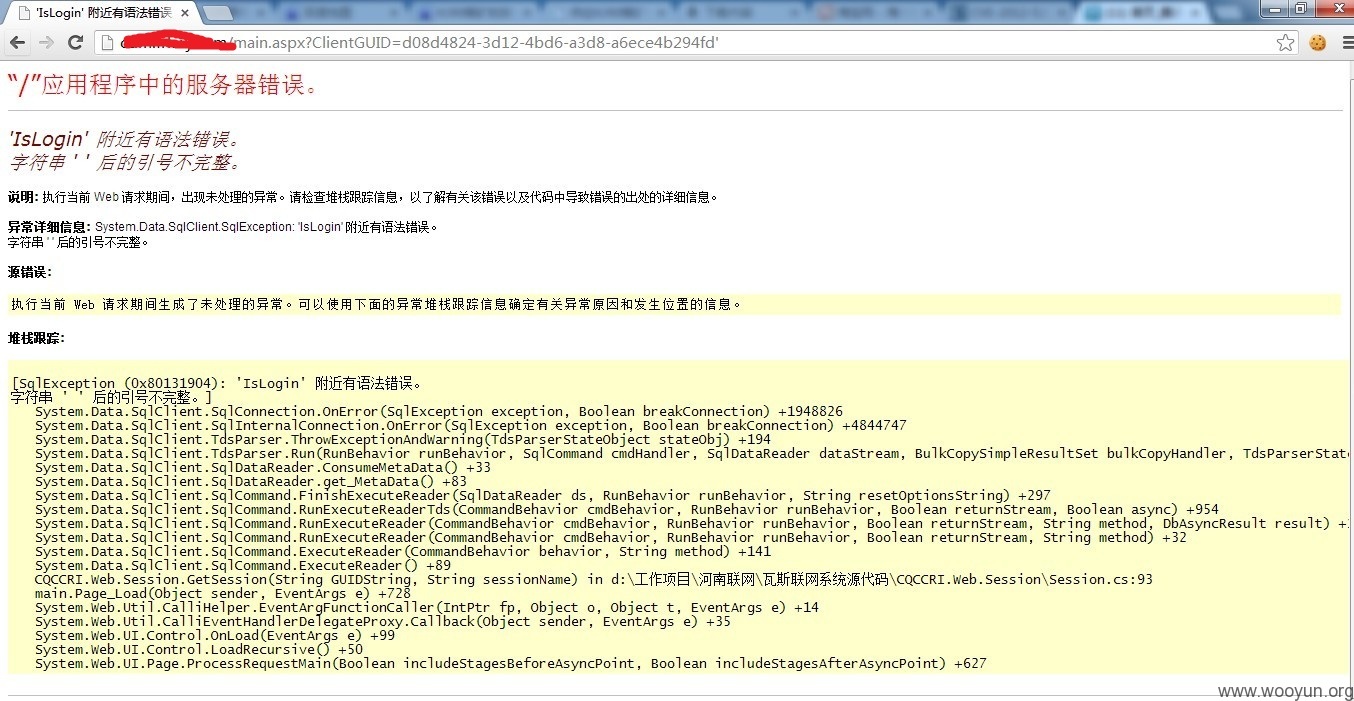 'IsLogin' 附近有语法错误
/main.aspx?ClientGUID=d08d4824-3d12-4bd6-a3d8-a6ece4b294fd'
“/”应用程序中的服务器错误。
'IsLogin' 附近有语法错误。
字符串 ' ' 后的引号不完整。
说明: 执行当前 Web 请求期间，出现未处理的异常。请检查堆栈跟踪信息，以了解有关该错误以及代码中导致错误的出处的详细信息。
异常详细信息: System.Data.SqlClient.SqlException: 'IsLogin' 附近有语法错误。
字符串 ' ' 后的引号不完整。
源错误:
执行当前 Web 请求期间生成了未处理的异常。可以使用下面的异常堆栈跟踪信息确定有关异常原因和发生位置的信息。
堆栈跟踪:
[SqlException (0x80131904): 'IsLogin' 附近有语法错误。
字符串 ' ' 后的引号不完整。]
System.Data.SqlClient.SqlConnection.OnError(SqlException exception, Boolean breakConnection) +1948826
System.Data.SqlClient.SqlInternalConnection.OnError(SqlException exception, Boolean breakConnection) +4844747
System.Data.SqlClient.TdsParser.ThrowExceptionAndWarning(TdsParserStateObject stateObj) +194
System.Data.SqlClient.TdsParser.Run(RunBehavior runBehavior, SqlCommand cmdHandler, SqlDataReader dataStream, BulkCopySimpleResultSet bulkCopyHandler, TdsParserState
System.Data.SqlClient.SqlDataReader.ConsumeMetaData() +33
System.Data.SqlClient.SqlDataReader.get_MetaData() +83
System.Data.SqlClient.SqlCommand.FinishExecuteReader(SqlDataReader ds, RunBehavior runBehavior, String resetOptionsString) +297
System.Data.SqlClient.SqlCommand.RunExecuteReaderTds(CommandBehavior cmdBehavior, RunBehavior runBehavior, Boolean returnStream, Boolean async) +954
System.Data.SqlClient.SqlCommand.RunExecuteReader(CommandBehavior cmdBehavior, RunBehavior runBehavior, Boolean returnStream, String method, DbAsyncResult result) +
System.Data.SqlClient.SqlCommand.RunExecuteReader(CommandBehavior cmdBehavior, RunBehavior runBehavior, Boolean returnStream, String method) +32
System.Data.SqlClient.SqlCommand.ExecuteReader(CommandBehavior behavior, String method) +141
System.Data.SqlClient.SqlCommand.ExecuteReader() +89
CQCCRI.Web.Session.GetSession(String GUIDString, String sessionName) in d:\工作项目\河南联网\瓦斯联网系统源代码\CQCCRI.Web.Session\Session.cs:93
main.Page_Load(Object sender, EventArgs e) +728
System.Web.Util.CalliHelper.EventArgFunctionCaller(IntPtr fp, Object o, Object t, EventArgs e) +14
System.Web.Util.CalliEventHandlerDelegateProxy.Callback(Object sender, EventArgs e) +35
System.Web.UI.Control.OnLoad(EventArgs e) +99
System.Web.UI.Control.LoadRecursive() +50
System.Web.UI.Page.ProcessRequestMain(Boolean includeStagesBeforeAsyncPoint, Boolean includeStagesAfterAsyncPoint) +627
www.wooyun.org